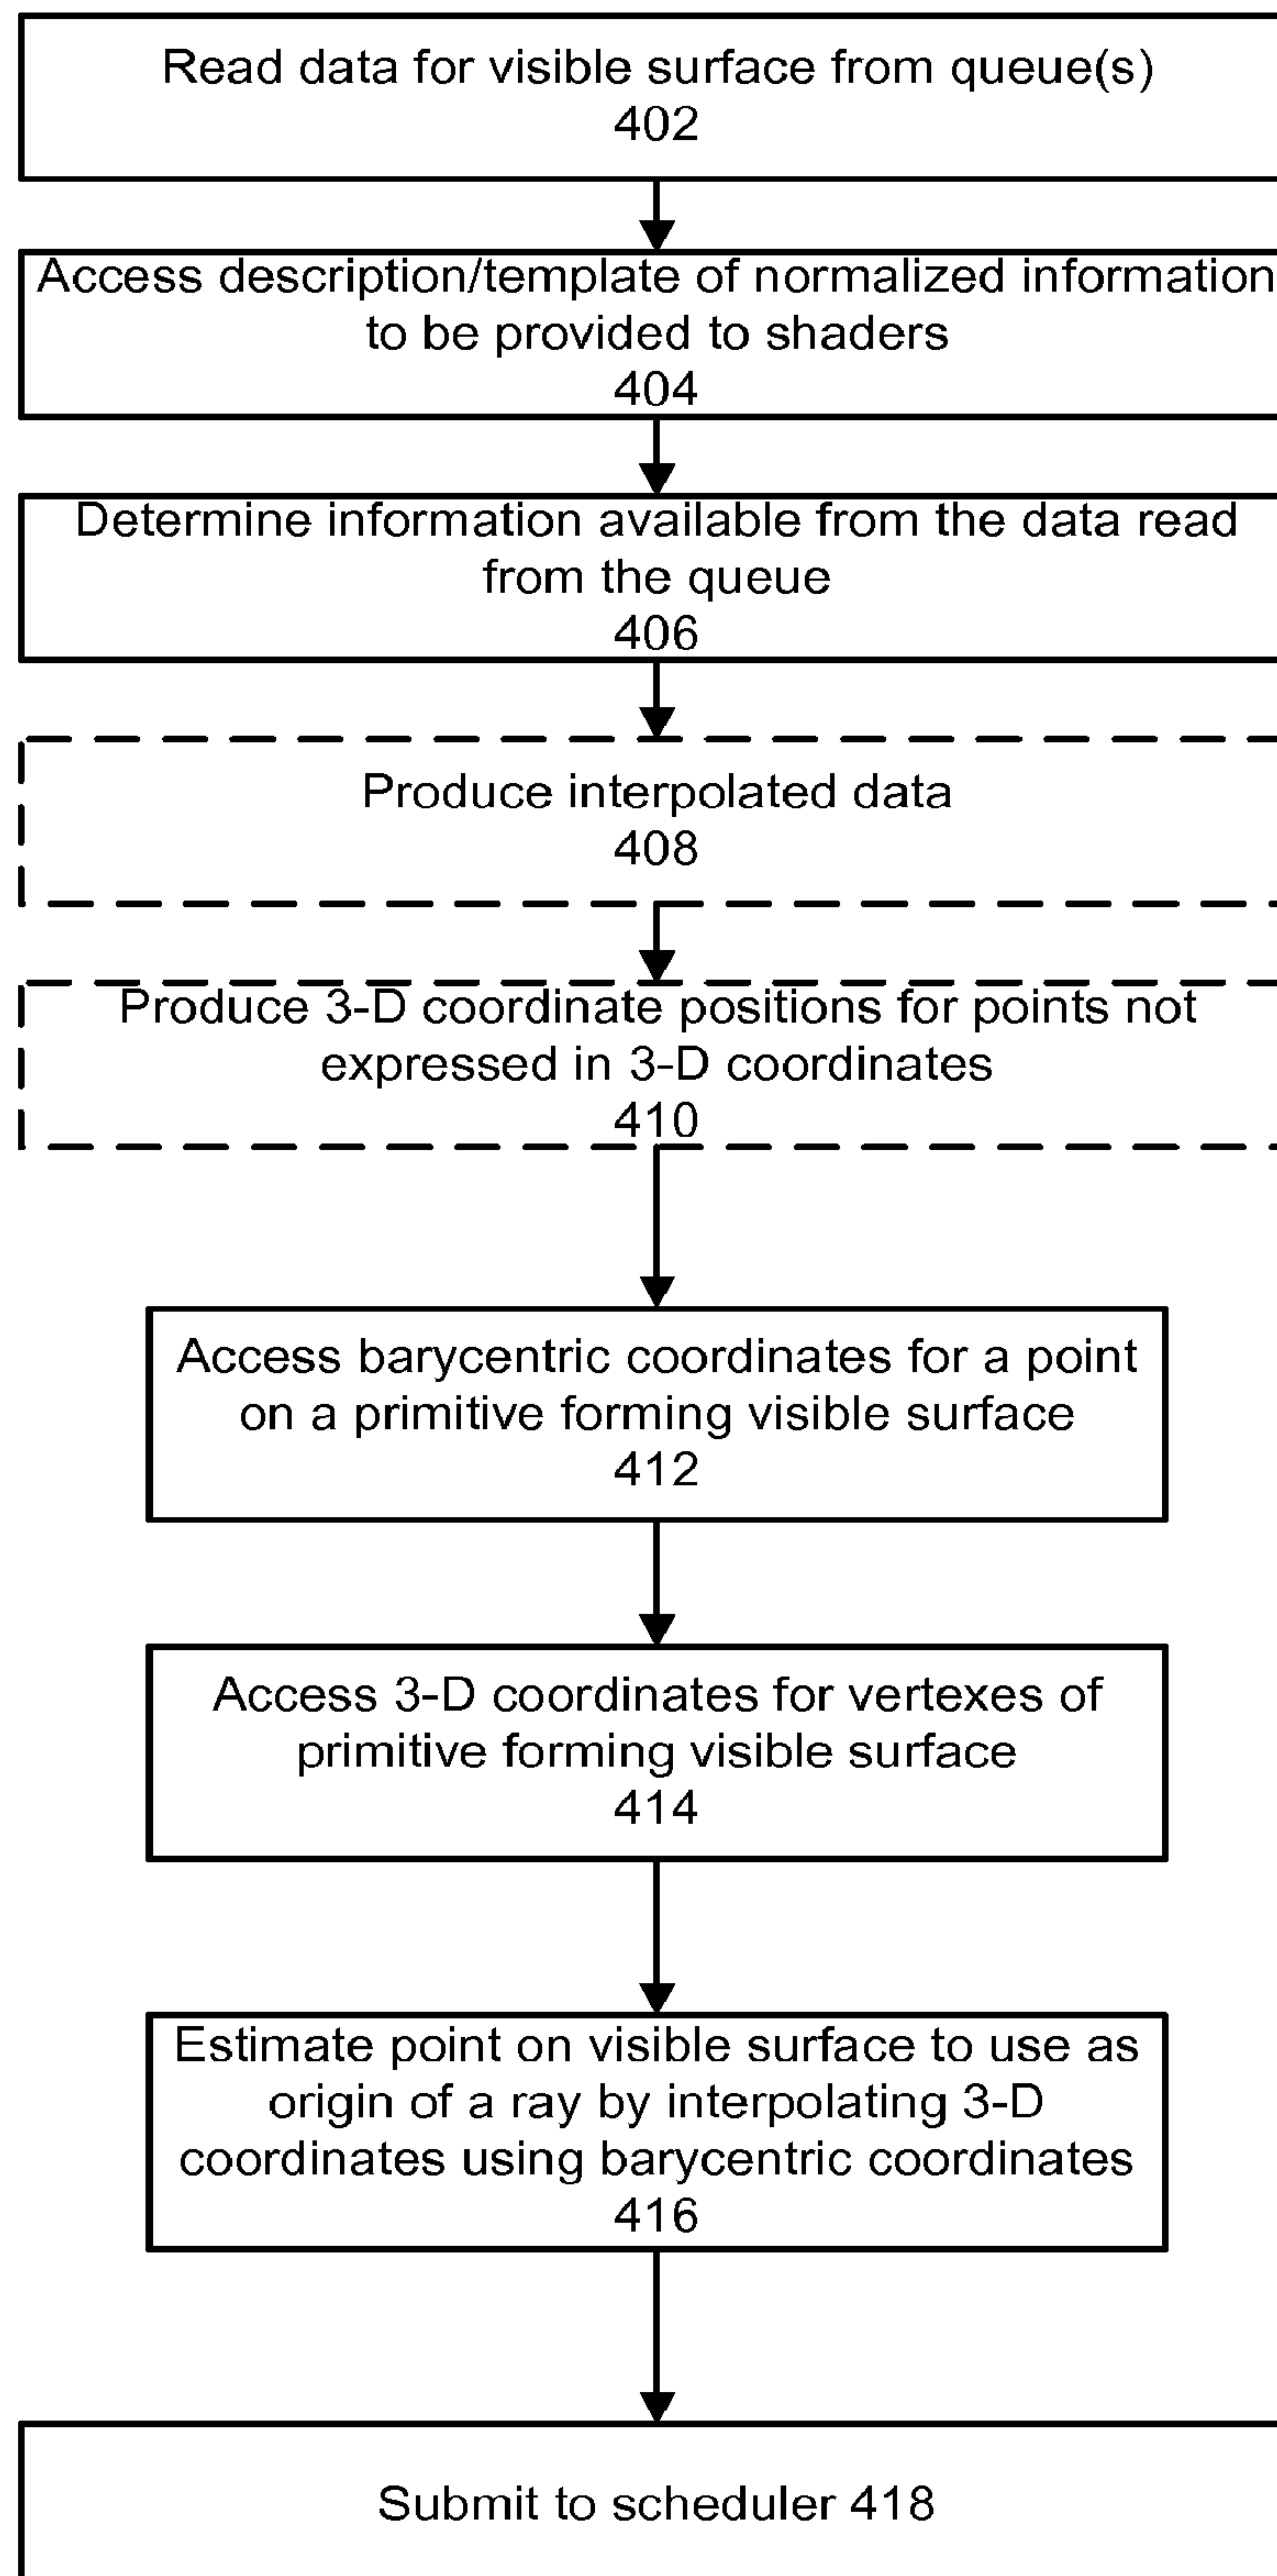 Read data for visible surface from queue(s)
402
Access description/template of normalized information
to be provided to shaders
404
Determine information available from the data read
from the queue
406
Produce interpolated data
408
Produce 3-D coordinate positions for points not
expressed in 3-D coordinates
410
Access barycentric coordinates for a point
on a primitive forming visible surface
412
Access 3-D coordinates for vertexes of
primitive forming visible surface
414
Estimate point on visible surface to use as
origin of a ray by interpolating 3-D
coordinates using barycentric coordinates
416
Submit to scheduler 418